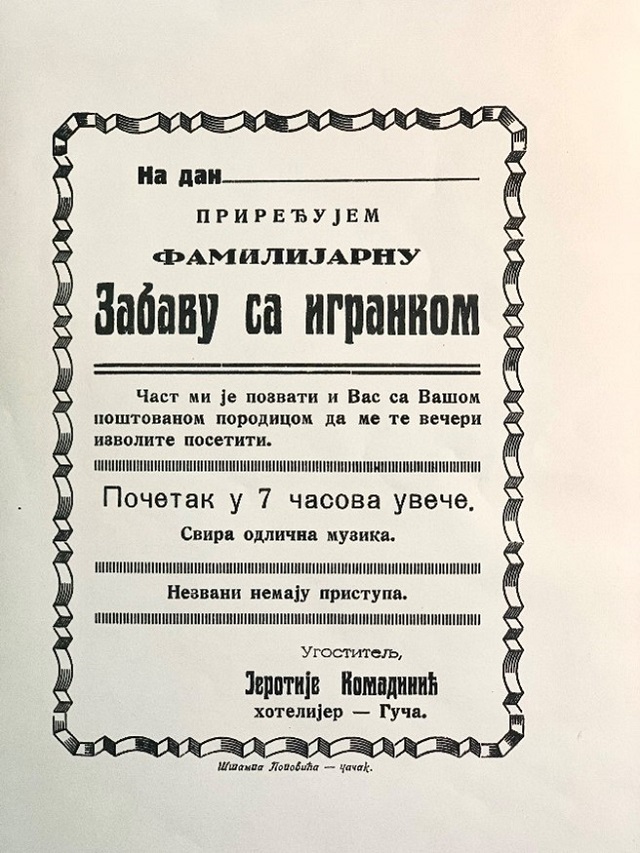 На дан
ПРИРЕЂУЈЕМ
ФАМИЛИЈАРНУ
Забаву са игранком
Част ми је позвати и Вас са Вашом
поштованом породицом да ме те вечери
изволите посетити.
Почетак у 7 часова увече.
Свира одлична музика.
Незвани немају приступа.
Угоститељ,
Јеротије Комадинић
хотелијер — Гуча.
Штампа Поповића — Чачак.